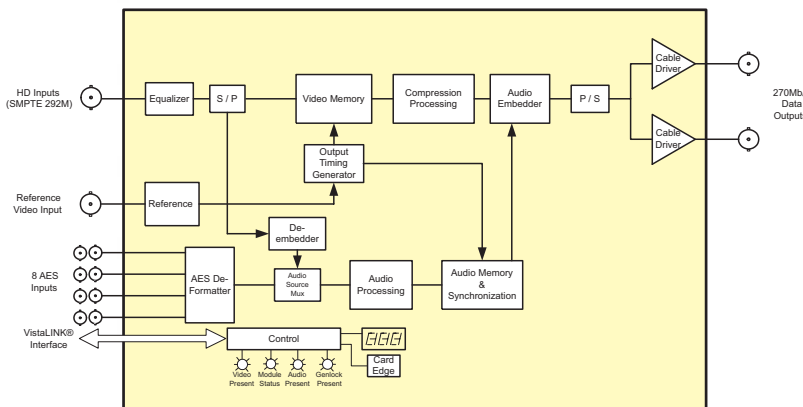 HD Inputs
(SMPTE 292M)
Equalizer
S / P
Video Memory
Compression
Processing
Audio
Embedder
P / S
Cable
Driver
Cable
Driver
270Mb
Data
Output
Output
Timing
Generator
Reference
Video Input
Reference
De-
embedder
8 AES
Inputs
AES De-
Formatter
Audio
Source
Mux
Audio
Processing
Audio Memory
&
Synchronization
VistaLINK®
Interface
Control
Card
Edge
Video
Present
Module
Status
Audio
Present
Genlock
Present